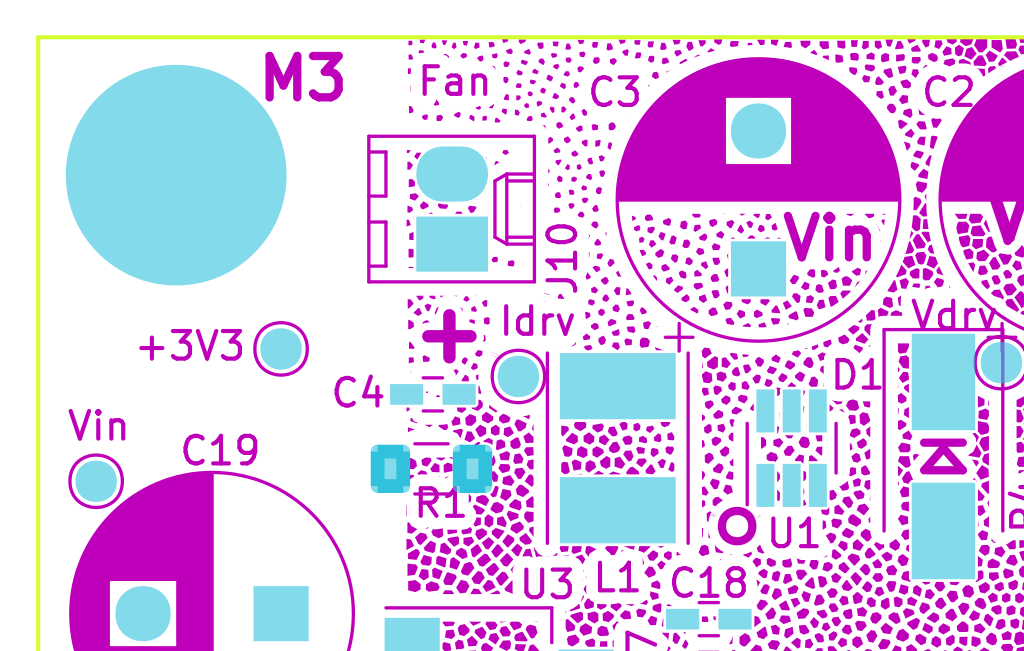 M3
Fan
C3
C2
Vin
J10
Idrv
Vdrv
+3V3
+
+
C4
D1
Vin
C19
R1
U1
U3
L1
C18